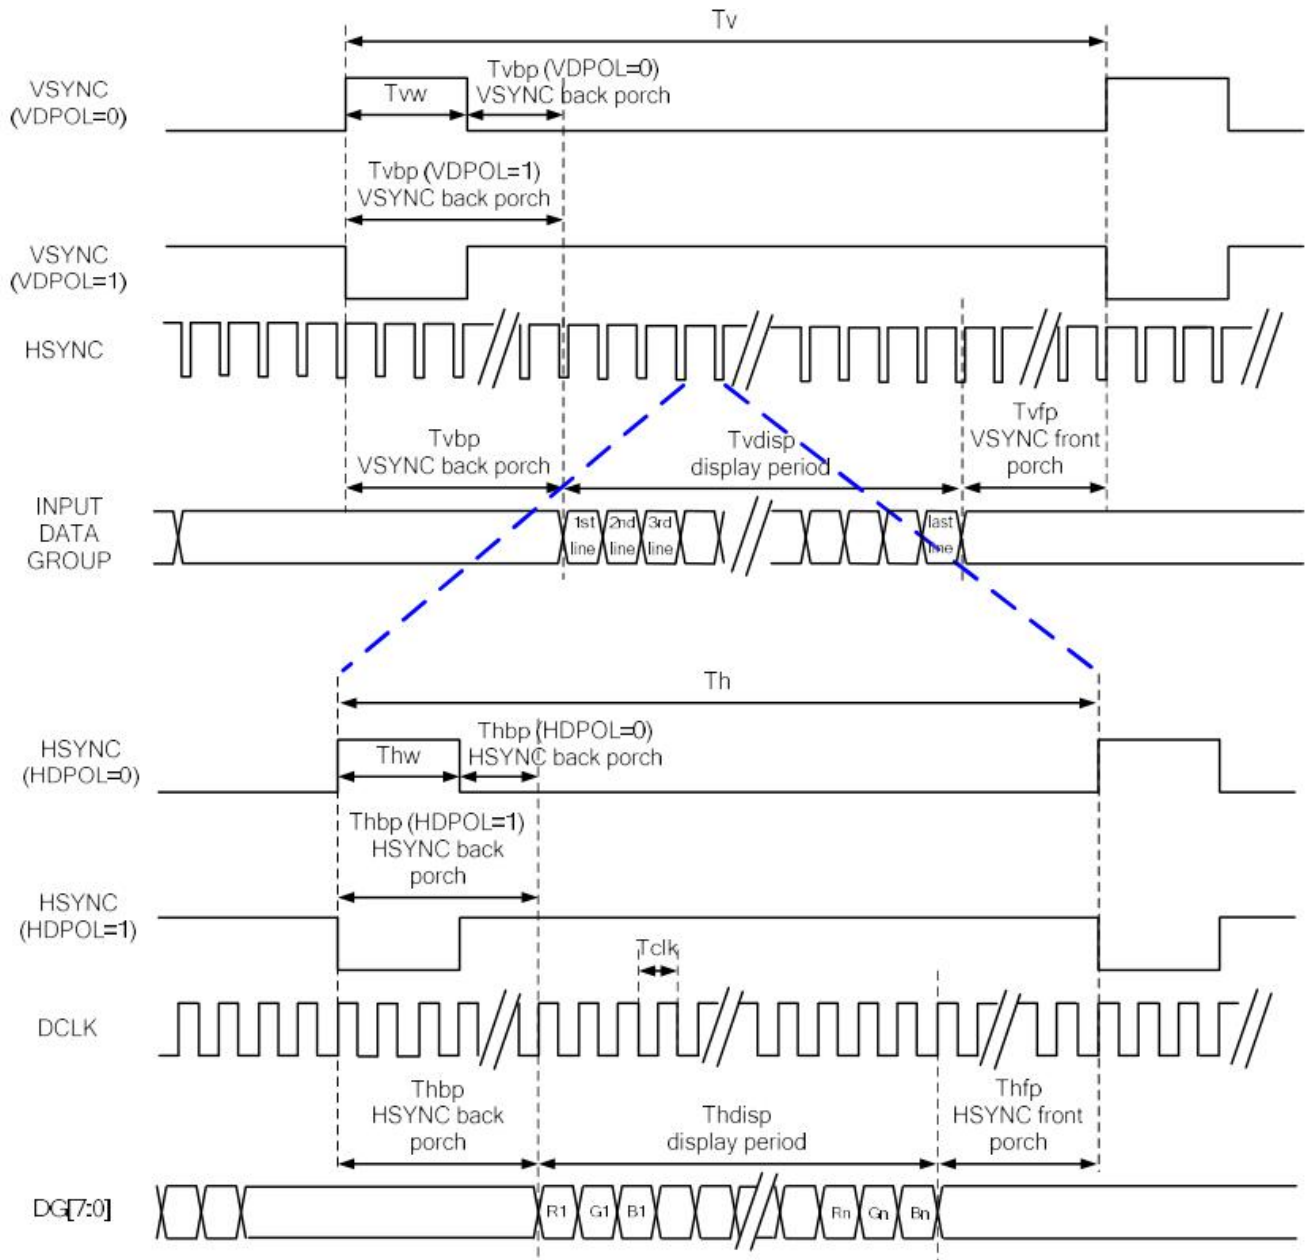 Tv
VSYNC
(VDPOL=0)
Tvw
Tvbp (VDPOL=0)
VSYNC back porch
Tvbp (VDPOL=1)
VSYNC back porch
VSYNC
(VDPOL=1)
HSYNC
Tvbp
VSYNC back porch
Tvdisp
display period
Tvfp
VSYNC front
porch
INPUT
DATA
GROUP
1st
line
2nd
line
3rd
line
last
line
Th
HSYNC
(HDPOL=0)
Thw
Thbp (HDPOL=0)
HSYNC back porch
Thbp (HDPOL=1)
HSYNC back
porch
HSYNC
(HDPOL=1)
Tclk
DCLK
Thbp
HSYNC back
porch
Thdisp
display period
Thfp
HSYNC front
porch
DG[7:0]
R1
G1
B1
Rn
Gn
Bn